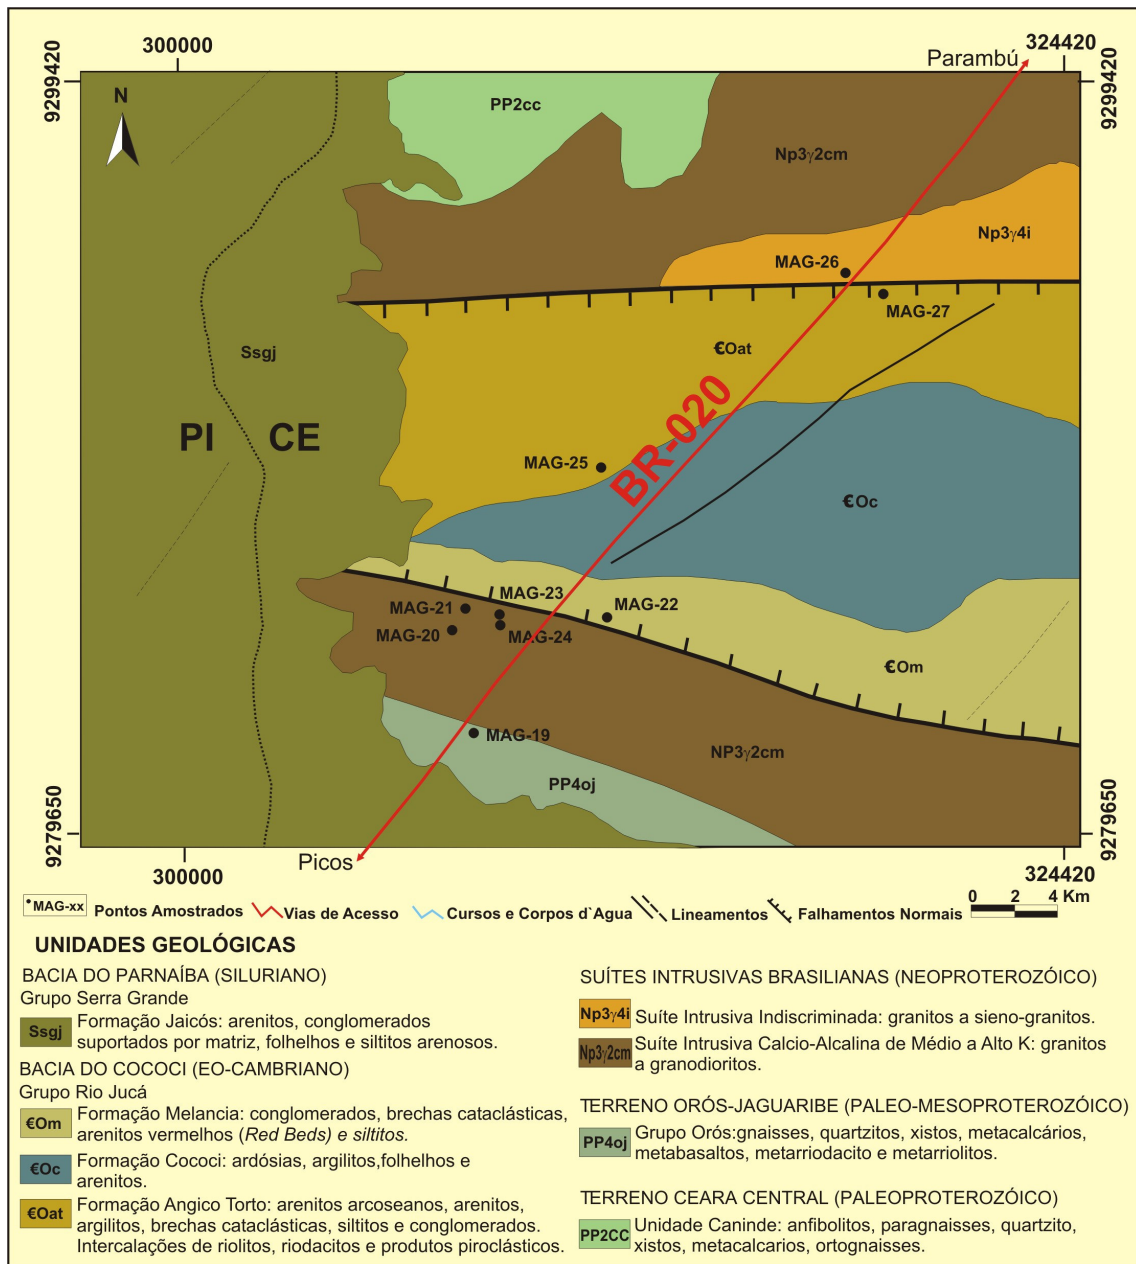 300000
324420
Parambú
9299420
9299420
N
PP2cc
Np3γ2cm
Np3γ4i
MAG-26
MAG-27
Ssgj
€Oat
BR-020
PI
CE
MAG-25
€Oc
MAG-23
MAG-21
MAG-22
MAG-20
MAG-24
€Om
MAG-19
NP3γ2cm
PP4oj
9279650
9279650
Picos
300000
324420
MAG-xx Pontos Amostrados Vias de Acesso Cursos e Corpos d`Agua Lineamentos Falhamentos Normais 0 2 4 Km
UNIDADES GEOLÓGICAS
BACIA DO PARNAÍBA (SILURIANO)
Grupo Serra Grande
Ssgj Formação Jaicós: arenitos, conglomerados
suportados por matriz, folhelhos e siltitos arenosos.
BACIA DO COCOCI (EO-CAMBRIANO)
Grupo Rio Jucá
€Om Formação Melancia: conglomerados, brechas cataclásticas,
arenitos vermelhos (Red Beds) e siltitos.
€Oc Formação Cococi: ardósias, argilitos,folhelhos e
arenitos.
€Oat Formação Angico Torto: arenitos arcoseanos, arenitos,
argilitos, brechas cataclásticas, siltitos e conglomerados.
Intercalações de riolitos, riodacitos e produtos piroclásticos.
SUÍTES INTRUSIVAS BRASILIANAS (NEOPROTEROZÓICO)
Np3γ4i Suíte Intrusiva Indiscriminada: granitos a sieno-granitos.
Np3γ2cm Suíte Intrusiva Calcio-Alcalina de Médio a Alto K: granitos
a granodioritos.
TERRENO ORÓS-JAGUARIBE (PALEO-MESOPROTEROZÓICO)
PP4oj Grupo Orós:gnaisses, quartzitos, xistos, metacalcários,
metabasaltos, metarriodacito e metarriolitos.
TERRENO CEARA CENTRAL (PALEOPROTEROZÓICO)
PP2CC Unidade Caninde: anfibolitos, paragnaisses, quartzito,
xistos, metacalcarios, ortognaisses.